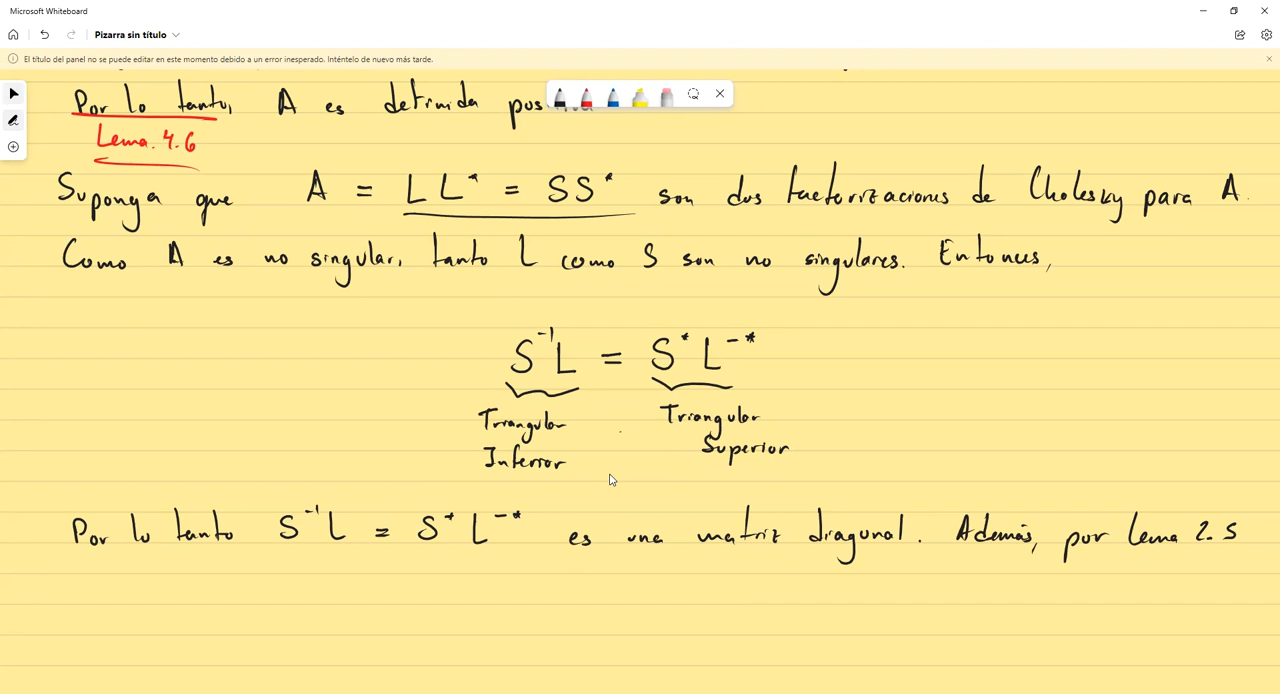 Microsoft Whiteboard
Pizarra sin título
El título del panel no se puede editar en este momento debido a un error inesperado. Inténtelo de nuevo más tarde.
Por lo tanto, A es definida pos
Lema. 4.6
Suponga que A = LL* = SS* son dos factorizaciones de Cholesky para A.
Como A es no singular, tanto L como S son no singulares. Entonces,
S⁻¹L = S*L⁻*
Triangular Triangular
Inferior Superior
Por lo tanto S⁻¹L = S*L⁻* es una matriz diagonal. Además, por Lema 2.5